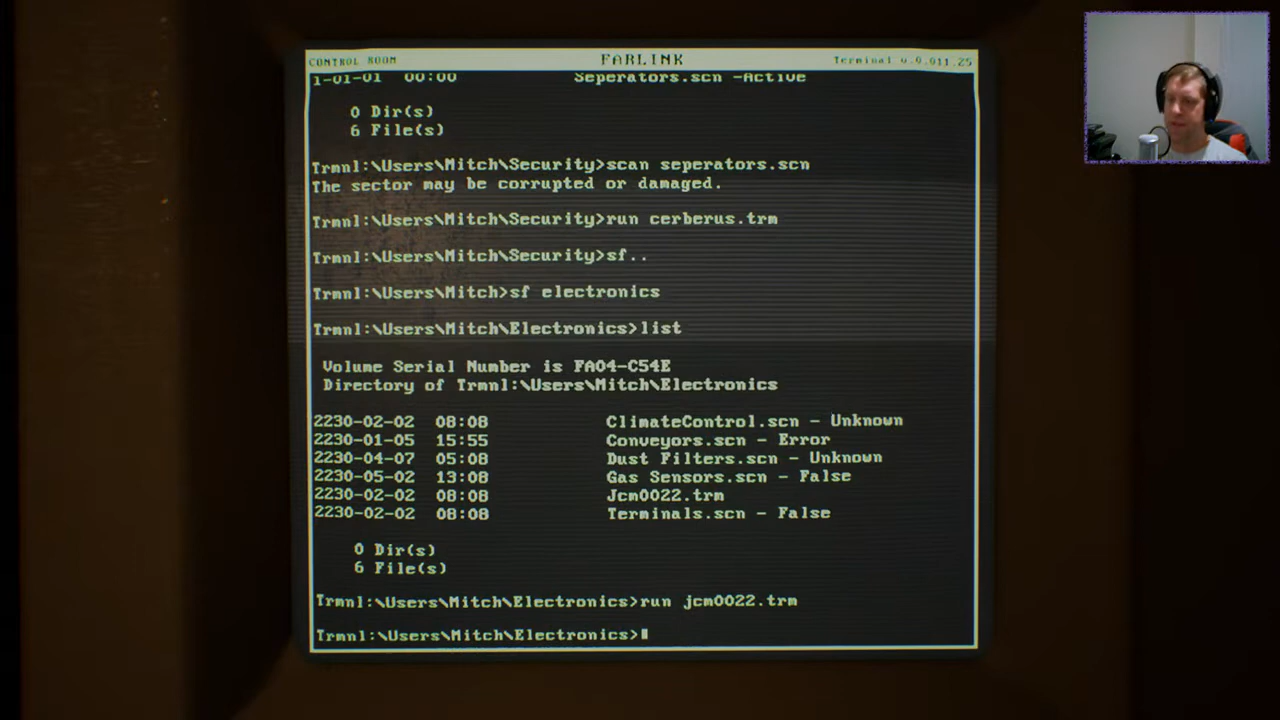 CONTROL ROOM FARLINK Terminal v.0.011.25
1-01-01 00:00 Seperators.scn -Active
0 Dir(s)
6 File(s)
Trmnl:\Users\Mitch\Security>scan seperators.scn
The sector may be corrupted or damaged.
Trmnl:\Users\Mitch\Security>run cerberus.trm
Trmnl:\Users\Mitch\Security>sf..
Trmnl:\Users\Mitch>sf electronics
Trmnl:\Users\Mitch\Electronics>list
Volume Serial Number is FA04-C54E
Directory of Trmnl:\Users\Mitch\Electronics
2230-02-02 08:08 ClimateControl.scn - Unknown
2230-01-05 15:55 Conveyors.scn - Error
2230-04-07 05:08 Dust Filters.scn - Unknown
2230-05-02 13:08 Gas Sensors.scn - False
2230-02-02 08:08 Jcm0022.trm
2230-02-02 08:08 Terminals.scn - False
0 Dir(s)
6 File(s)
Trmnl:\Users\Mitch\Electronics>run jcm0022.trm
Trmnl:\Users\Mitch\Electronics>